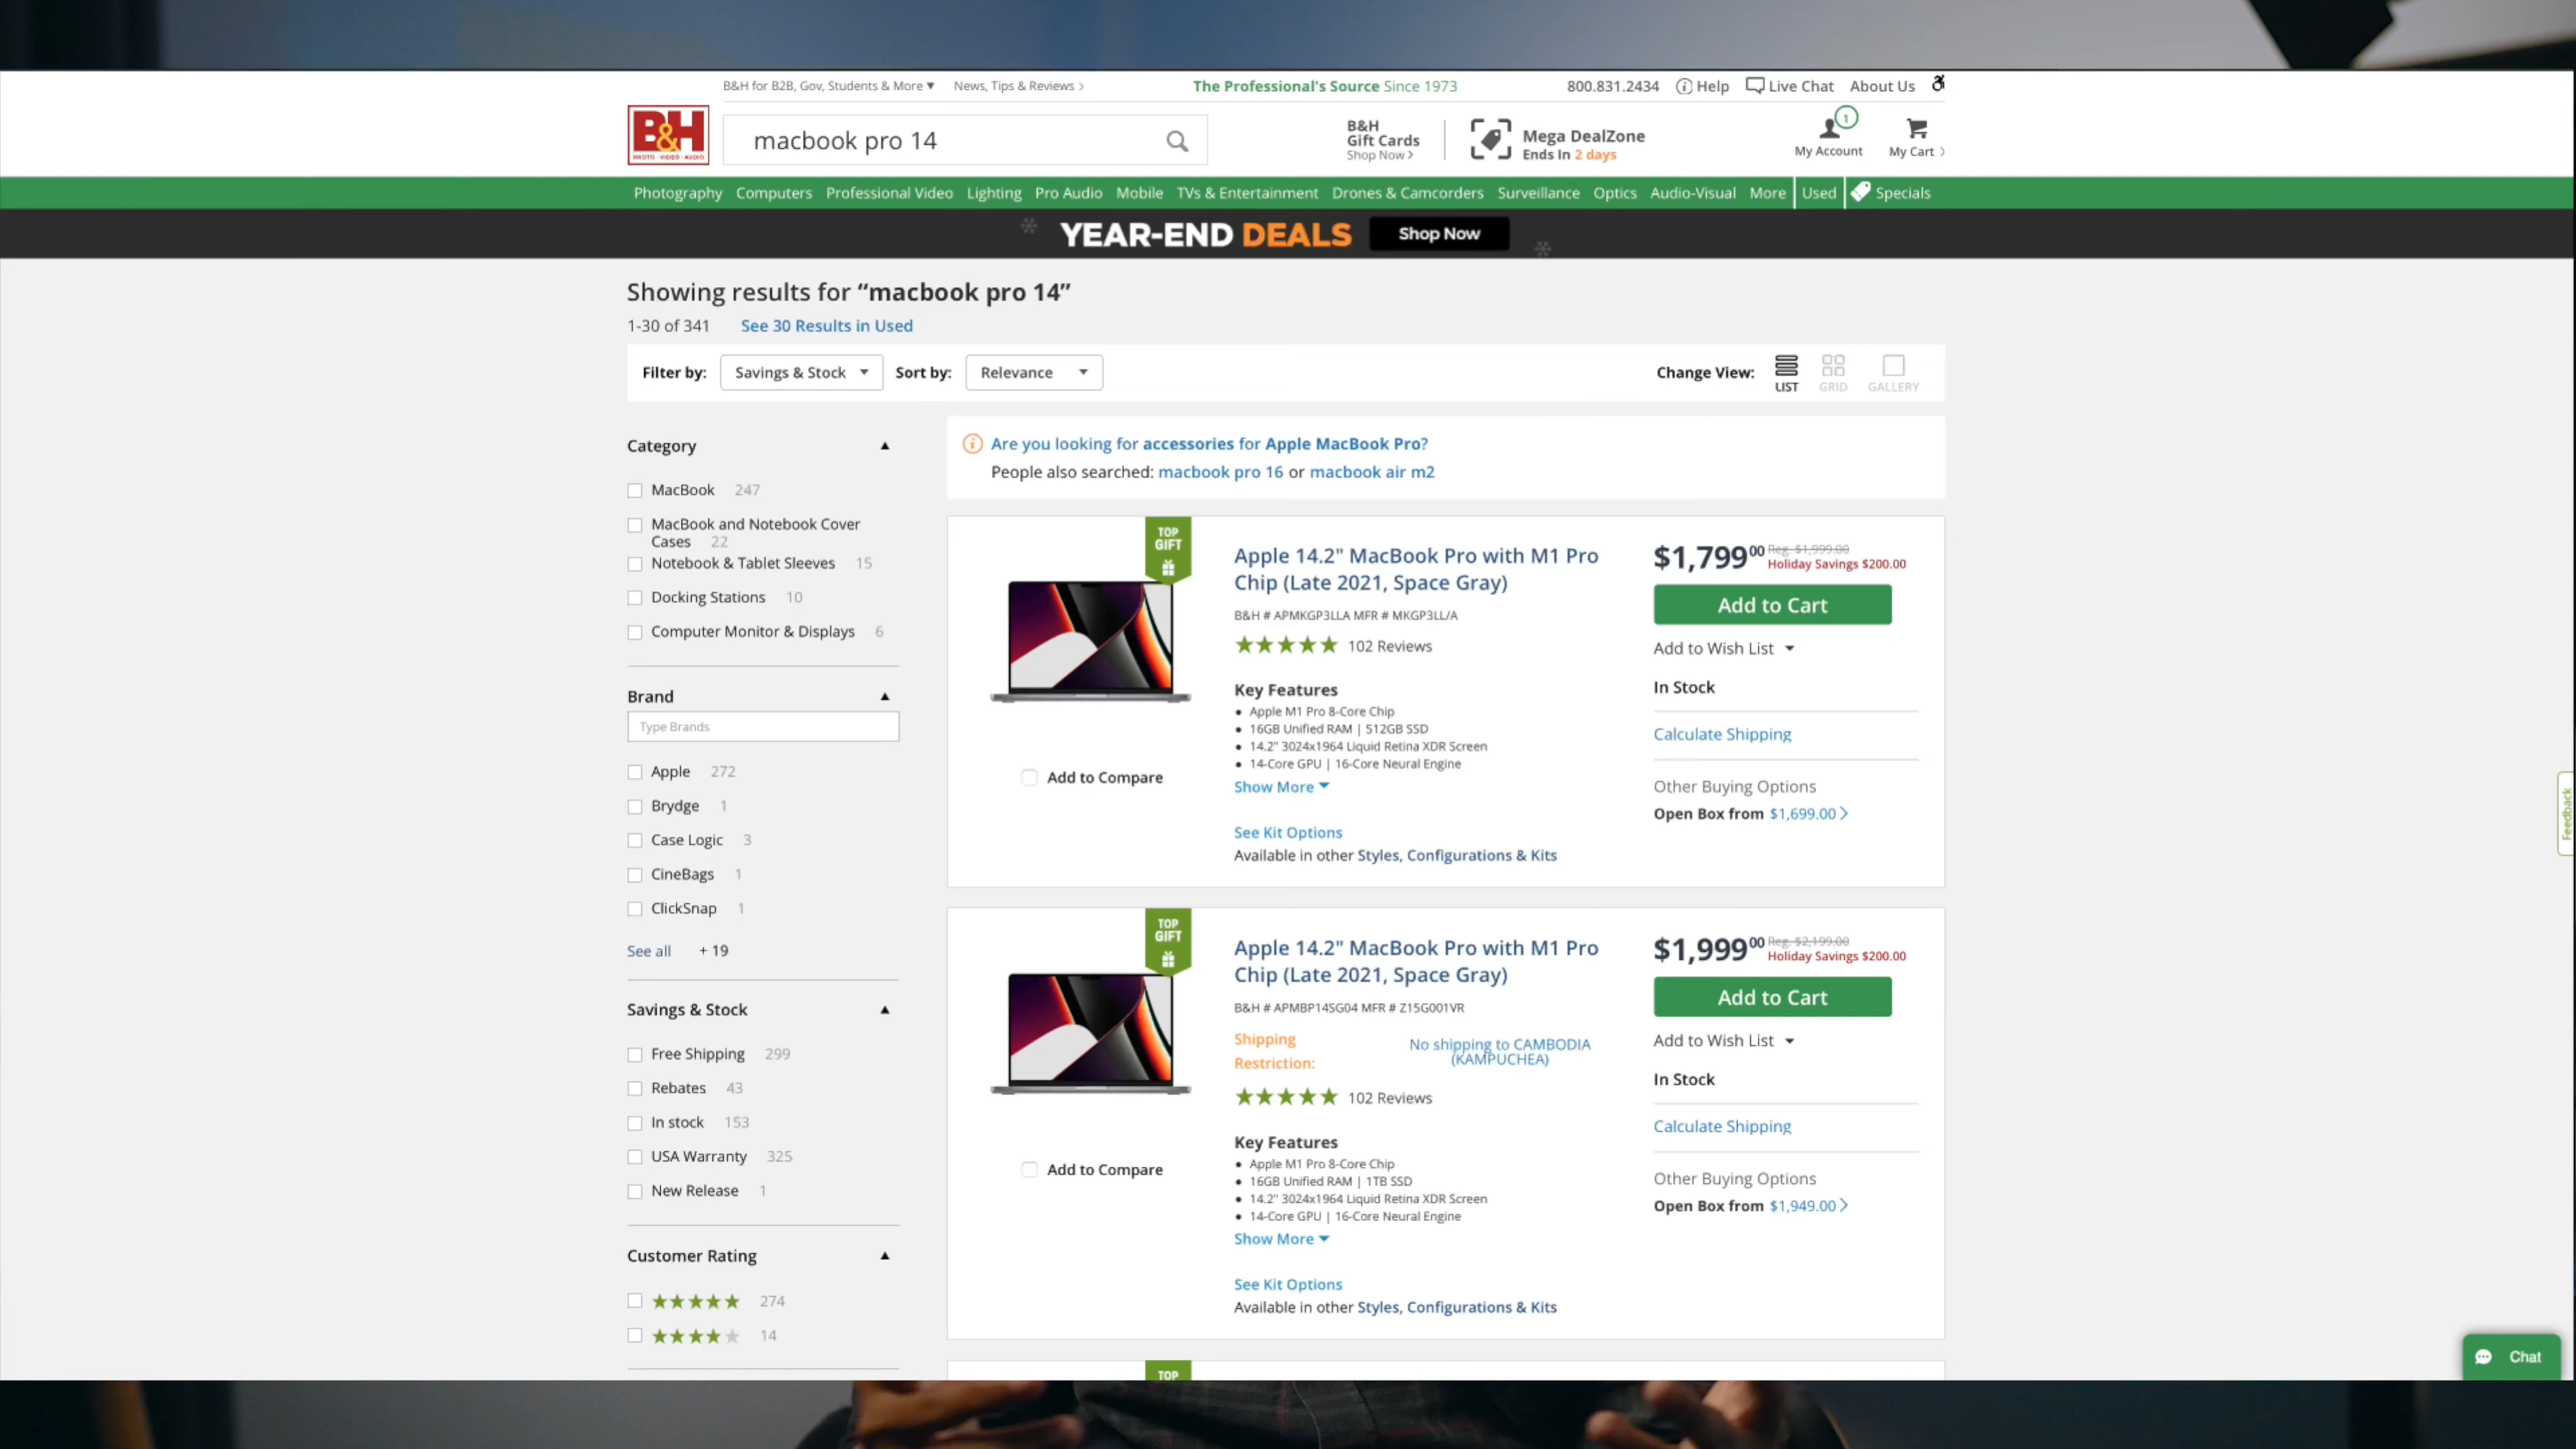 B&H for B2B, Gov, Students & More ▼ News, Tips & Reviews > The Professional's Source Since 1973 800.831.2434 Help Live Chat About Us
B&H
PHOTO · VIDEO · AUDIO
macbook pro 14
B&H
Gift Cards
Shop Now >
Mega DealZone
Ends In 2 days
1
My Account
My Cart >
Photography Computers Professional Video Lighting Pro Audio Mobile TVs & Entertainment Drones & Camcorders Surveillance Optics Audio-Visual More Used Specials
YEAR-END DEALS Shop Now
Showing results for “macbook pro 14”
1-30 of 341 See 30 Results in Used
Filter by: Savings & Stock Sort by: Relevance Change View: LIST GRID GALLERY
Category
MacBook 247
MacBook and Notebook Cover
Cases 22
Notebook & Tablet Sleeves 15
Docking Stations 10
Computer Monitor & Displays 6
Brand
Type Brands
Apple 272
Brydge 1
Case Logic 3
CineBags 1
ClickSnap 1
See all + 19
Savings & Stock
Free Shipping 299
Rebates 43
In stock 153
USA Warranty 325
New Release 1
Customer Rating
274
14
Are you looking for accessories for Apple MacBook Pro?
People also searched: macbook pro 16 or macbook air m2
TOP
GIFT
Add to Compare
Apple 14.2" MacBook Pro with M1 Pro
Chip (Late 2021, Space Gray)
B&H # APMKGP3LLA MFR # MKGP3LL/A
102 Reviews
Key Features
• Apple M1 Pro 8-Core Chip
• 16GB Unified RAM | 512GB SSD
• 14.2" 3024x1964 Liquid Retina XDR Screen
• 14-Core GPU | 16-Core Neural Engine
Show More
See Kit Options
Available in other Styles, Configurations & Kits
$1,799.00 Reg. $1,999.00
Holiday Savings $200.00
Add to Cart
Add to Wish List
In Stock
Calculate Shipping
Other Buying Options
Open Box from $1,699.00 >
TOP
GIFT
Add to Compare
Apple 14.2" MacBook Pro with M1 Pro
Chip (Late 2021, Space Gray)
B&H # APMBP14SG04 MFR # Z15G001VR
Shipping
Restriction:
No shipping to CAMBODIA
(KAMPUCHEA)
102 Reviews
Key Features
• Apple M1 Pro 8-Core Chip
• 16GB Unified RAM | 1TB SSD
• 14.2" 3024x1964 Liquid Retina XDR Screen
• 14-Core GPU | 16-Core Neural Engine
Show More
See Kit Options
Available in other Styles, Configurations & Kits
$1,999.00 Reg. $2,199.00
Holiday Savings $200.00
Add to Cart
Add to Wish List
In Stock
Calculate Shipping
Other Buying Options
Open Box from $1,949.00 >
TOP
Feedback
Chat